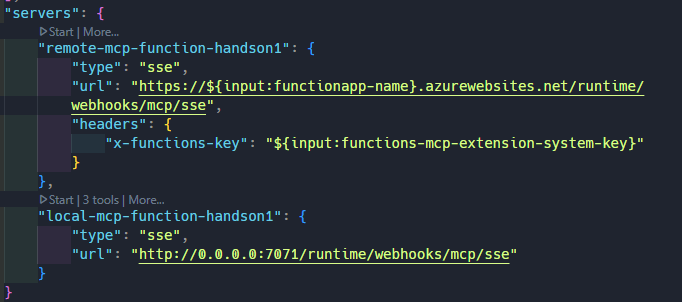 "servers": {
▷Start | More...
"remote-mcp-function-handson1": {
"type": "sse",
"url": "https://${input:functionapp-name}.azurewebsites.net/runtime/
webhooks/mcp/sse",
"headers": {
"x-functions-key": "${input:functions-mcp-extension-system-key}"
}
},
▷Start | 3 tools | More...
"local-mcp-function-handson1": {
"type": "sse",
"url": "http://0.0.0.0:7071/runtime/webhooks/mcp/sse"
}
}